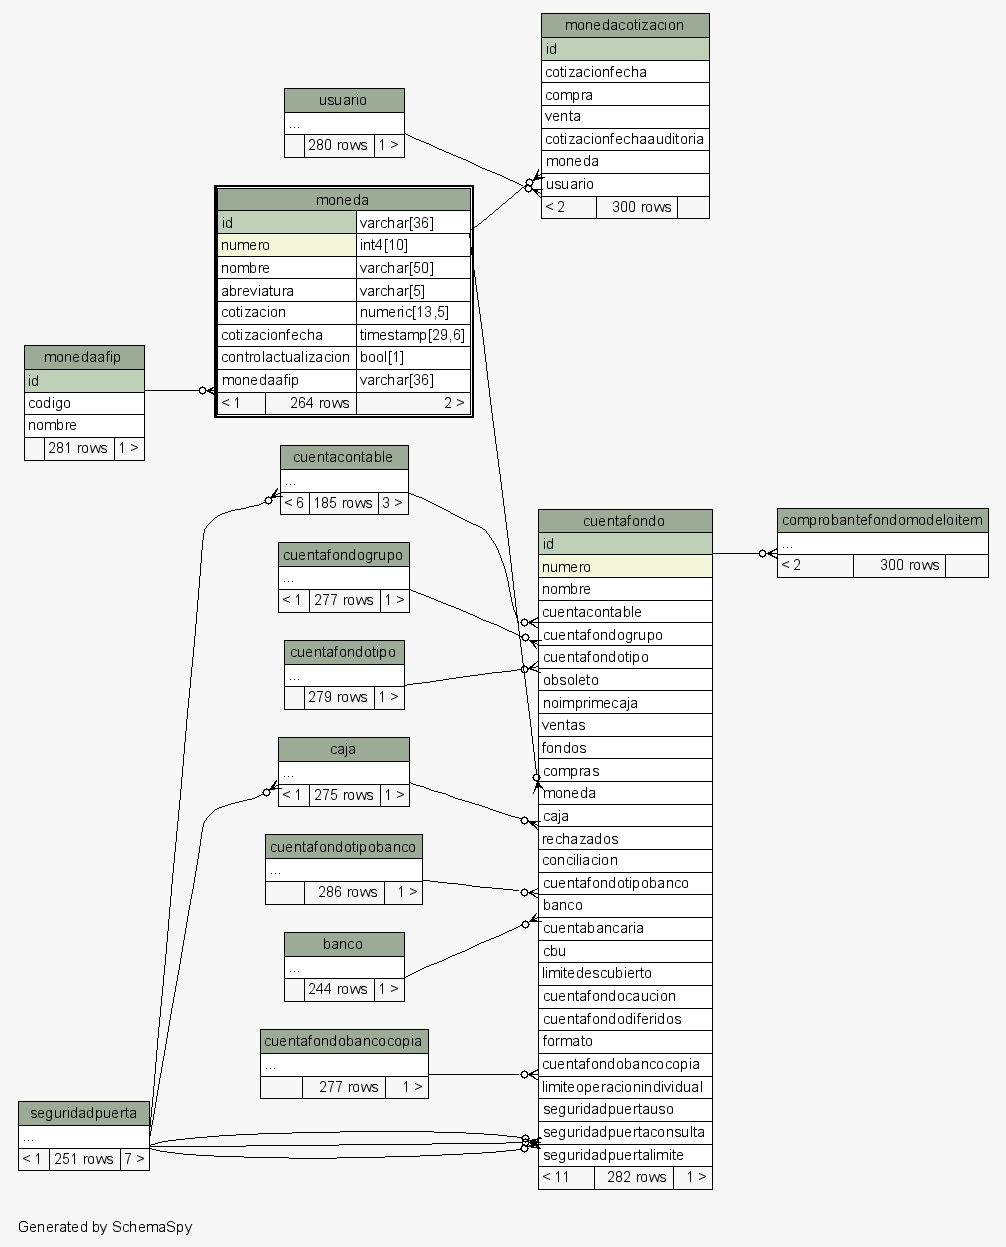 monedacotizacion
id
cotizacionfecha
compra
venta
cotizacionfechaauditoria
moneda
usuario
< 2 300 rows
usuario
...
280 rows 1 >
moneda
id varchar[36]
numero int4[10]
nombre varchar[50]
abreviatura varchar[5]
cotizacion numeric[13,5]
cotizacionfecha timestamp[29,6]
controlactualizacion bool[1]
monedaafip varchar[36]
< 1 264 rows 2 >
monedaafip
id
codigo
nombre
281 rows 1 >
cuentacontable
...
< 6 185 rows 3 >
cuentafondogrupo
...
< 1 277 rows 1 >
cuentafondotipo
...
279 rows 1 >
caja
...
< 1 275 rows 1 >
cuentafondotipobanco
...
286 rows 1 >
banco
...
244 rows 1 >
cuentafondobancocopia
...
277 rows 1 >
seguridadpuerta
...
< 1 251 rows 7 >
cuentafondo
id
numero
nombre
cuentacontable
cuentafondogrupo
cuentafondotipo
obsoleto
noimprimecaja
ventas
fondos
compras
moneda
caja
rechazados
conciliacion
cuentafondotipobanco
banco
cuentabancaria
cbu
limitedescubierto
cuentafondocaucion
cuentafondodiferidos
formato
cuentafondobancocopia
limiteoperacionindividual
seguridadpuertauso
seguridadpuertaconsulta
seguridadpuertalimite
< 11 282 rows 1 >
comprobantefondomodeloitem
...
< 2 300 rows
Generated by SchemaSpy